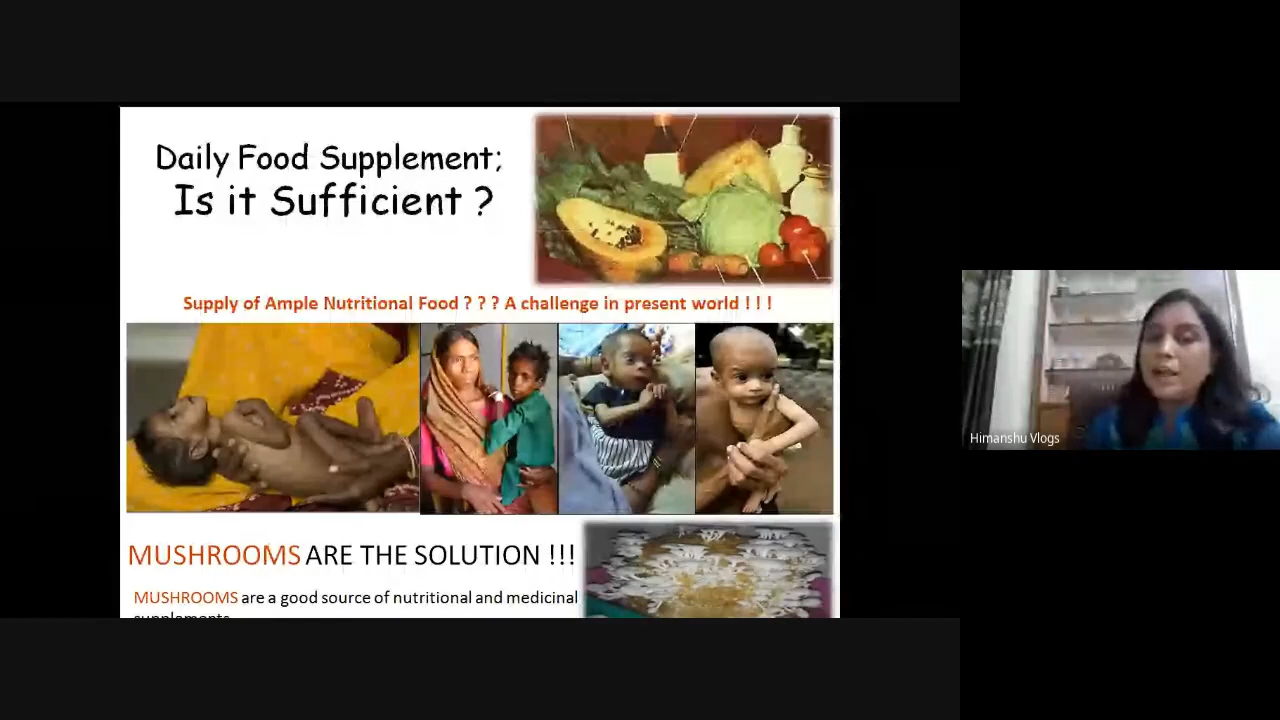 Daily Food Supplement;
Is it Sufficient ?
Supply of Ample Nutritional Food ? ? ? A challenge in present world ! ! !
MUSHROOMS ARE THE SOLUTION !!!
MUSHROOMS are a good source of nutritional and medicinal
supplements
Himanshu Vlogs